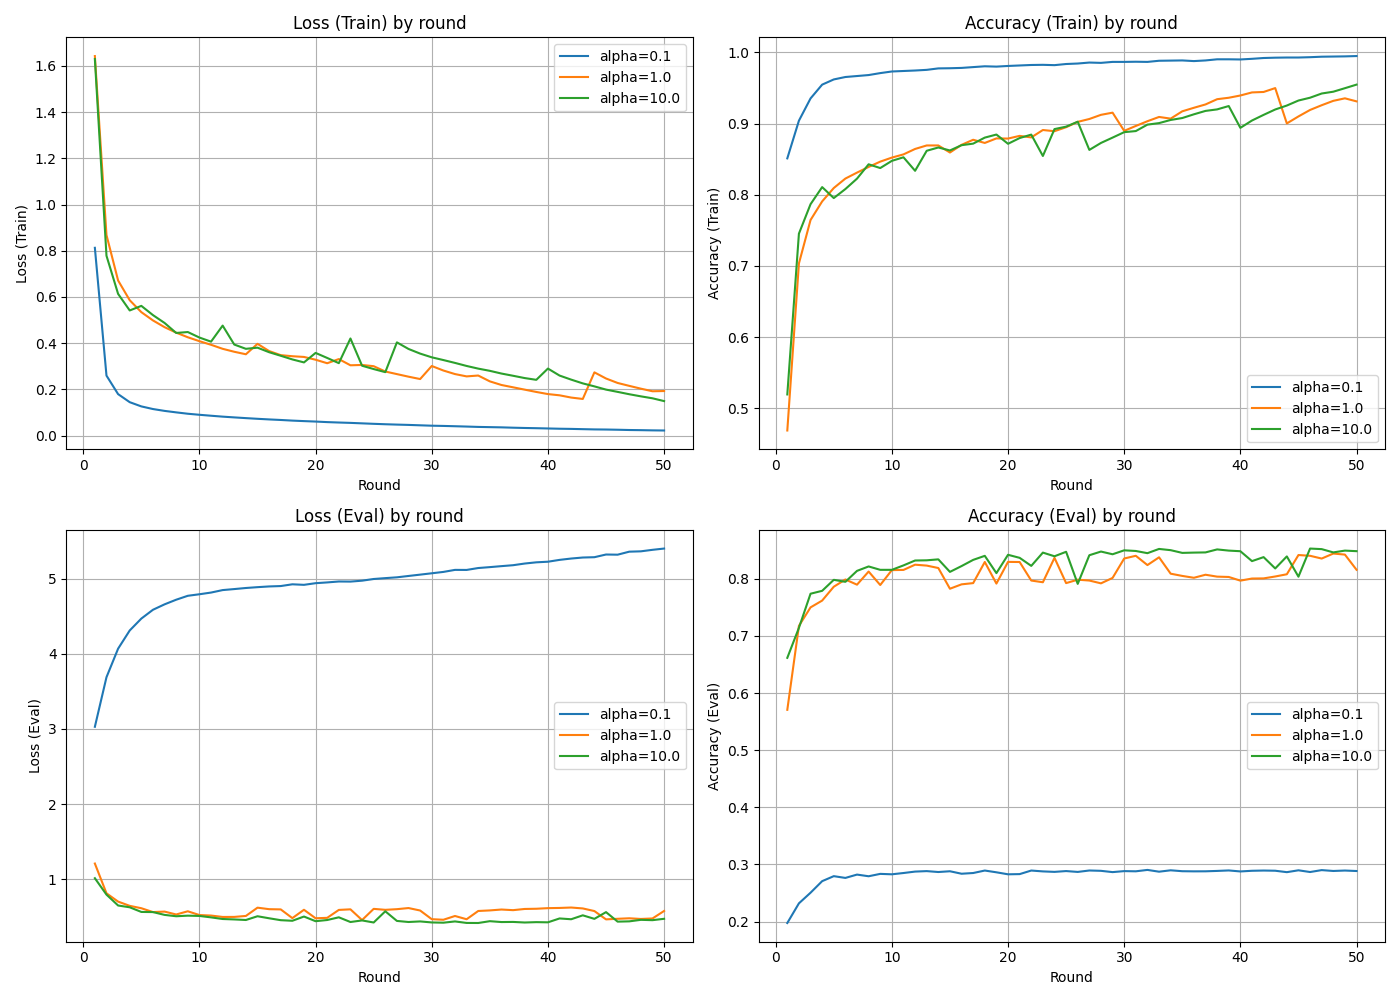 Loss (Train) by round
Loss (Train)
1.6
1.4
1.2
1.0
0.8
0.6
0.4
0.2
0.0
alpha=0.1
alpha=1.0
alpha=10.0
0 10 20 30 40 50
Round
Accuracy (Train) by round
Accuracy (Train)
1.0
0.9
0.8
0.7
0.6
0.5
alpha=0.1
alpha=1.0
alpha=10.0
0 10 20 30 40 50
Round
Loss (Eval) by round
Loss (Eval)
5
4
3
2
1
alpha=0.1
alpha=1.0
alpha=10.0
0 10 20 30 40 50
Round
Accuracy (Eval) by round
Accuracy (Eval)
0.8
0.7
0.6
0.5
0.4
0.3
0.2
alpha=0.1
alpha=1.0
alpha=10.0
0 10 20 30 40 50
Round